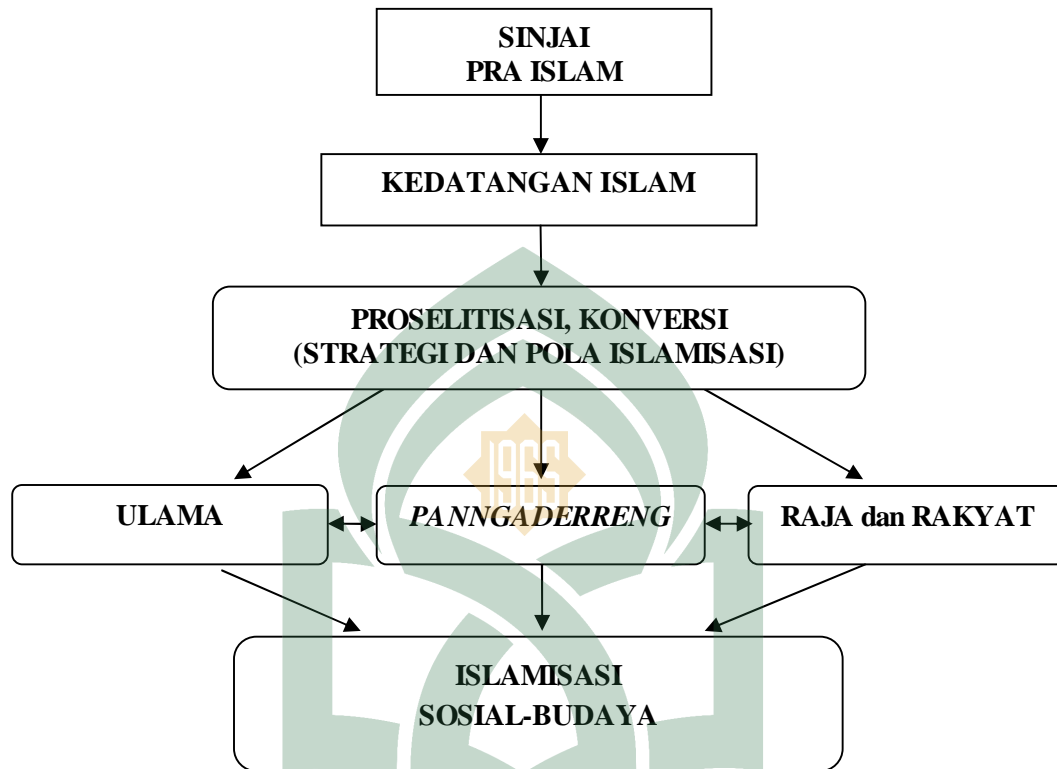 SINJAI
PRA ISLAM
KEDATANGAN ISLAM
PROSELITISASI, KONVERSI
(STRATEGI DAN POLA ISLAMISASI)
1965
ULAMA
PANNGADERRENG
RAJA dan RAKYAT
ISLAMISASI
SOSIAL-BUDAYA